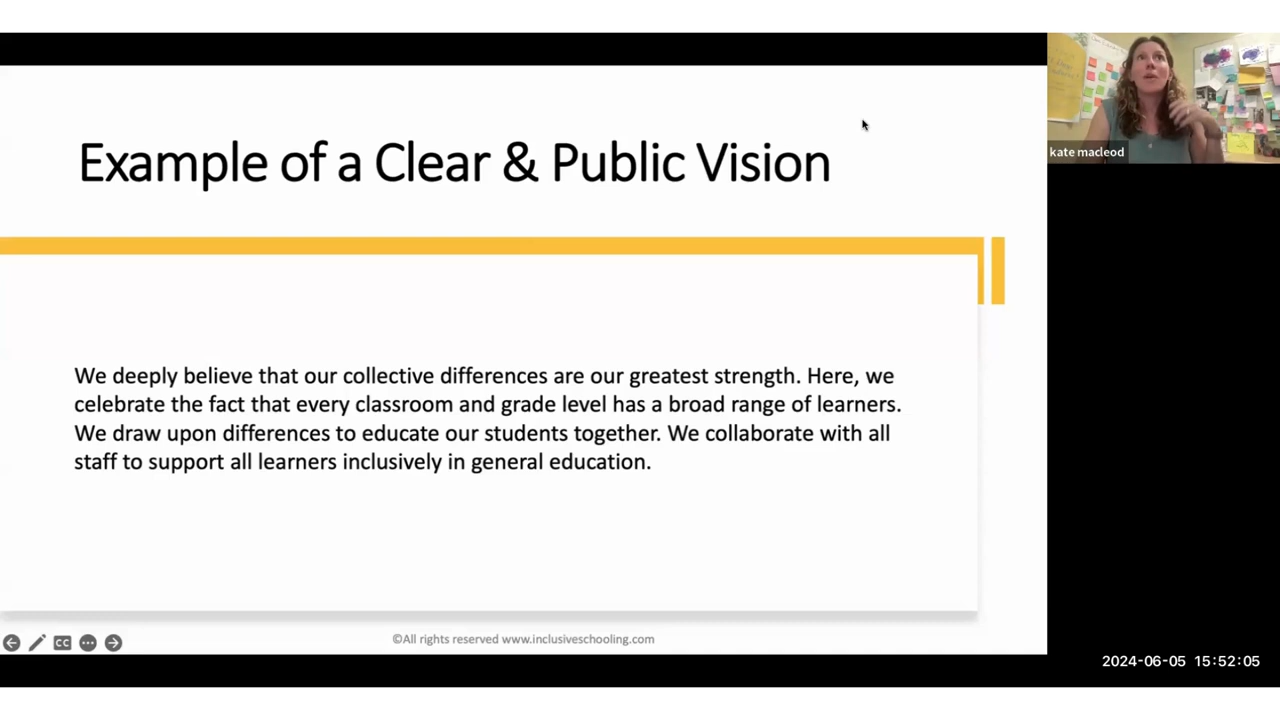 Example of a Clear & Public Vision
kate macleod
We deeply believe that our collective differences are our greatest strength. Here, we
celebrate the fact that every classroom and grade level has a broad range of learners.
We draw upon differences to educate our students together. We collaborate with all
staff to support all learners inclusively in general education.
CC
©All rights reserved www.inclusiveschooling.com
2024-06-05 15:52:05